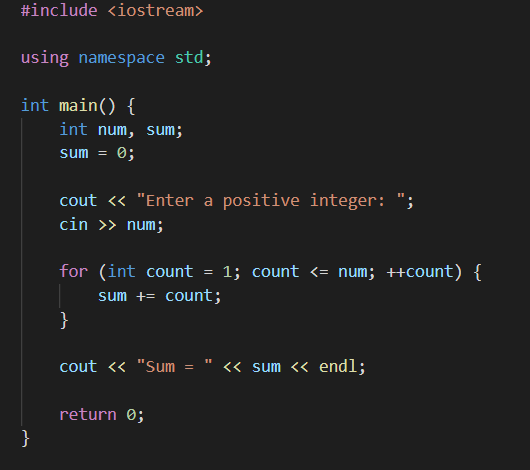 #include <iostream>
using namespace std;
int main() {
int num, sum;
sum = 0;
cout << "Enter a positive integer: ";
cin >> num;
for (int count = 1; count <= num; ++count) {
sum += count;
}
cout << "Sum = " << sum << endl;
return 0;
}